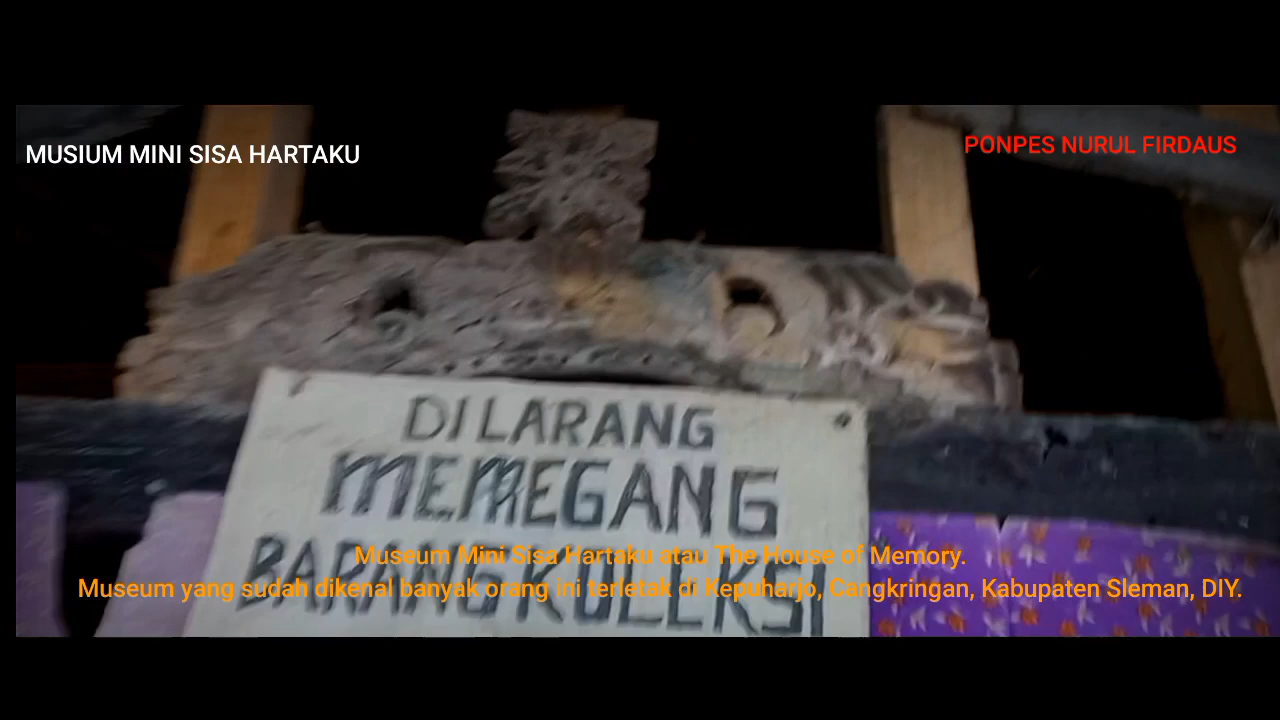 MUSIUM MINI SISA HARTAKU
PONPES NURUL FIRDAUS
DILARANG
MEMEGANG
BARANG KOLEKSI
Museum Mini Sisa Hartaku atau The House of Memory.
Museum yang sudah dikenal banyak orang ini terletak di Kepuharjo, Cangkringan, Kabupaten Sleman, DIY.